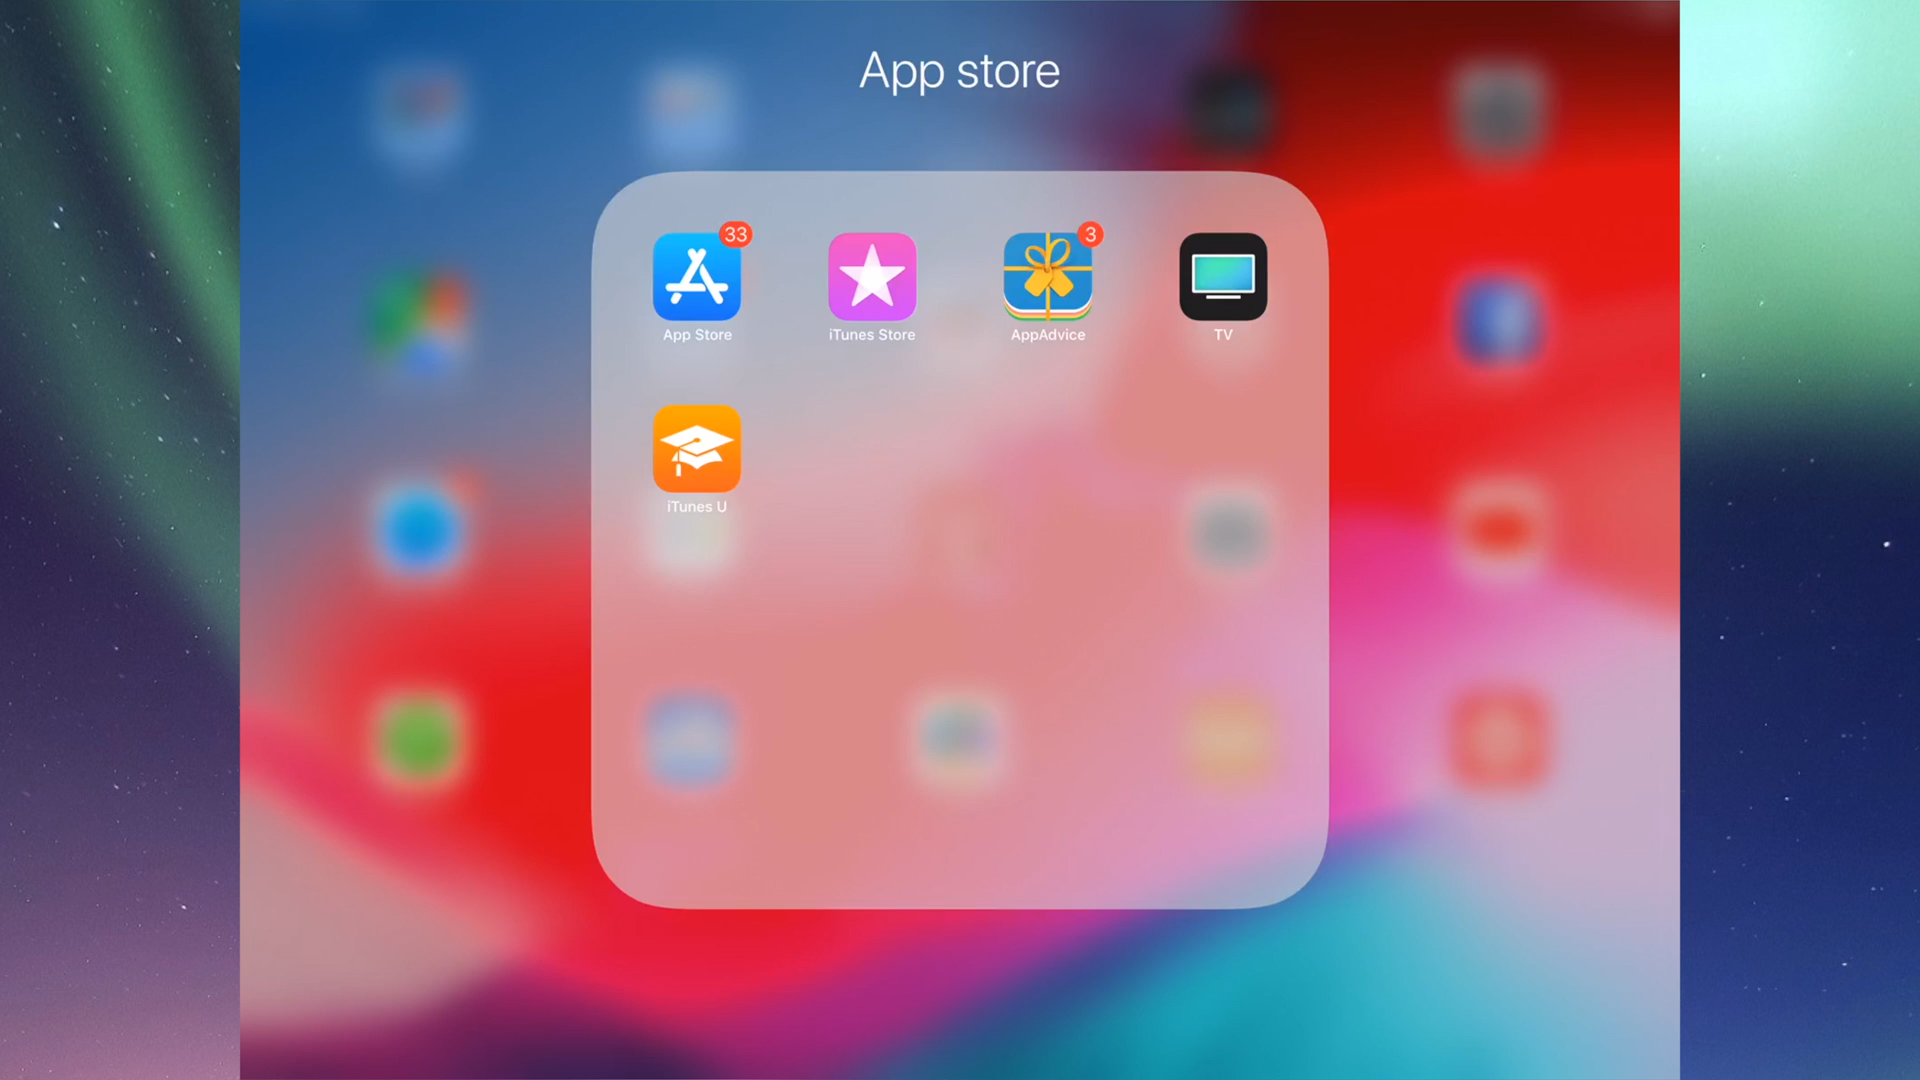 App store
33
3
App Store
iTunes Store
AppAdvice
TV
iTunes U